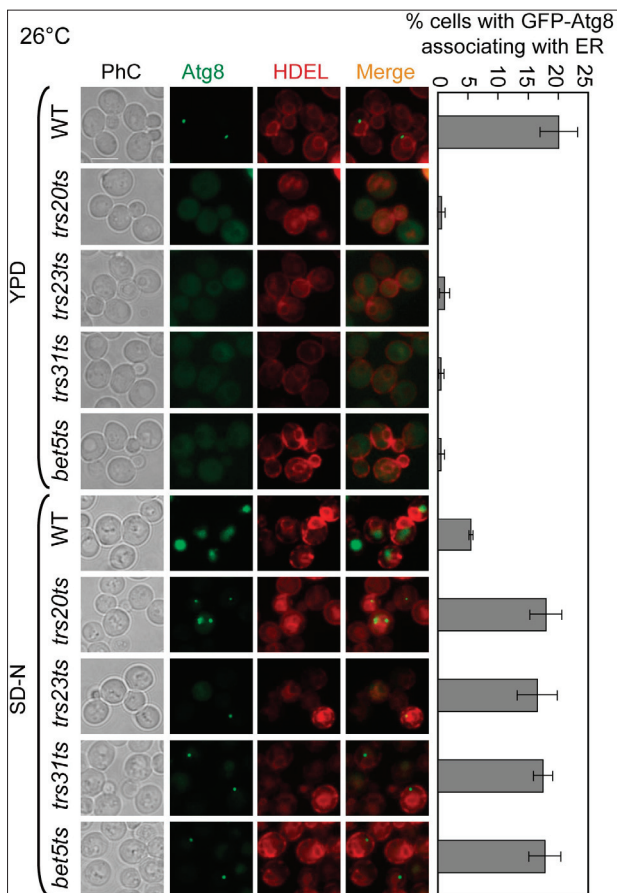 26°C
% cells with GFP-Atg8
associating with ER
PhC Atg8 HDEL Merge
0 5 10 15 20 25
YPD
WT
trs20ts
trs23ts
trs31ts
bet5ts
SD-N
WT
trs20ts
trs23ts
trs31ts
bet5ts